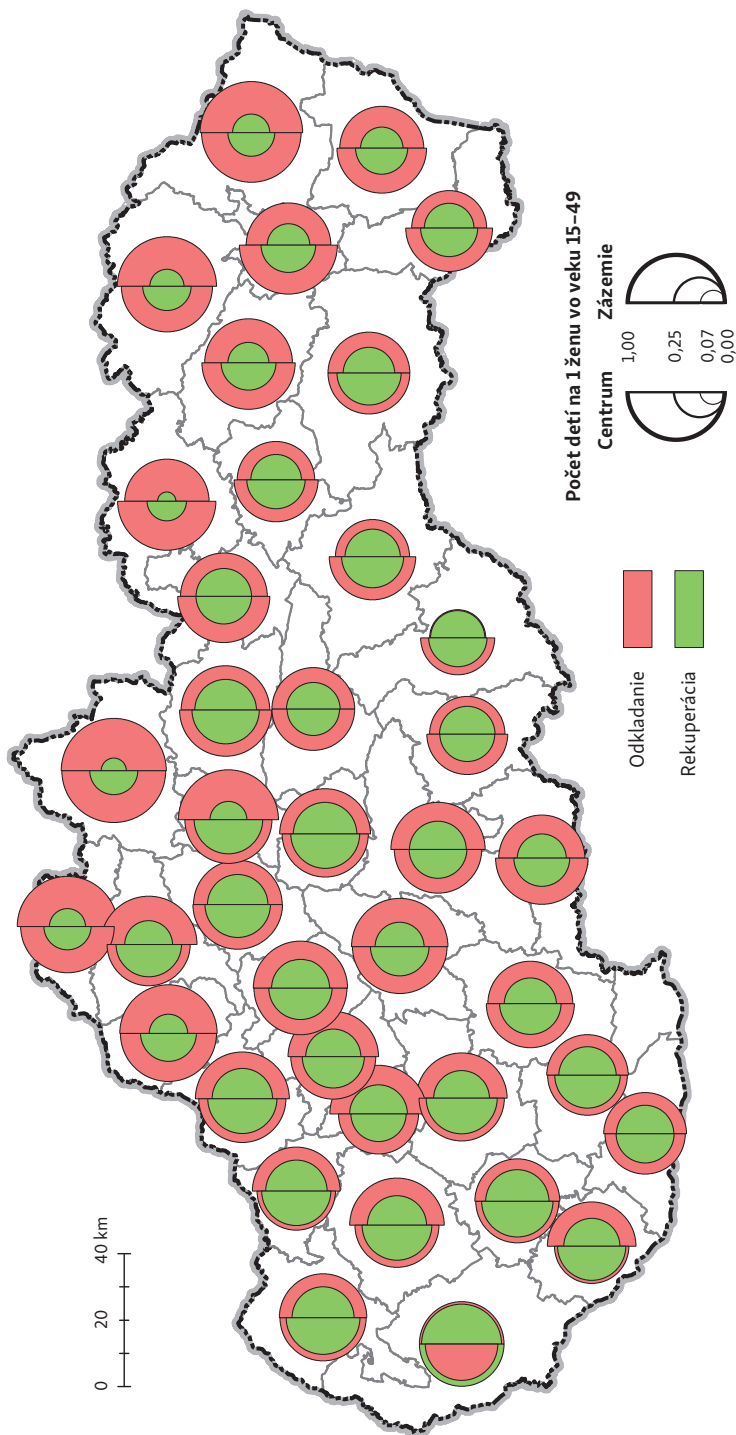 0 20 40 km
Odkladanie
Rekuperácia
Počet detí na 1 ženu vo veku 15–49
Centrum Zázemie
1,00
0,25
0,07
0,00